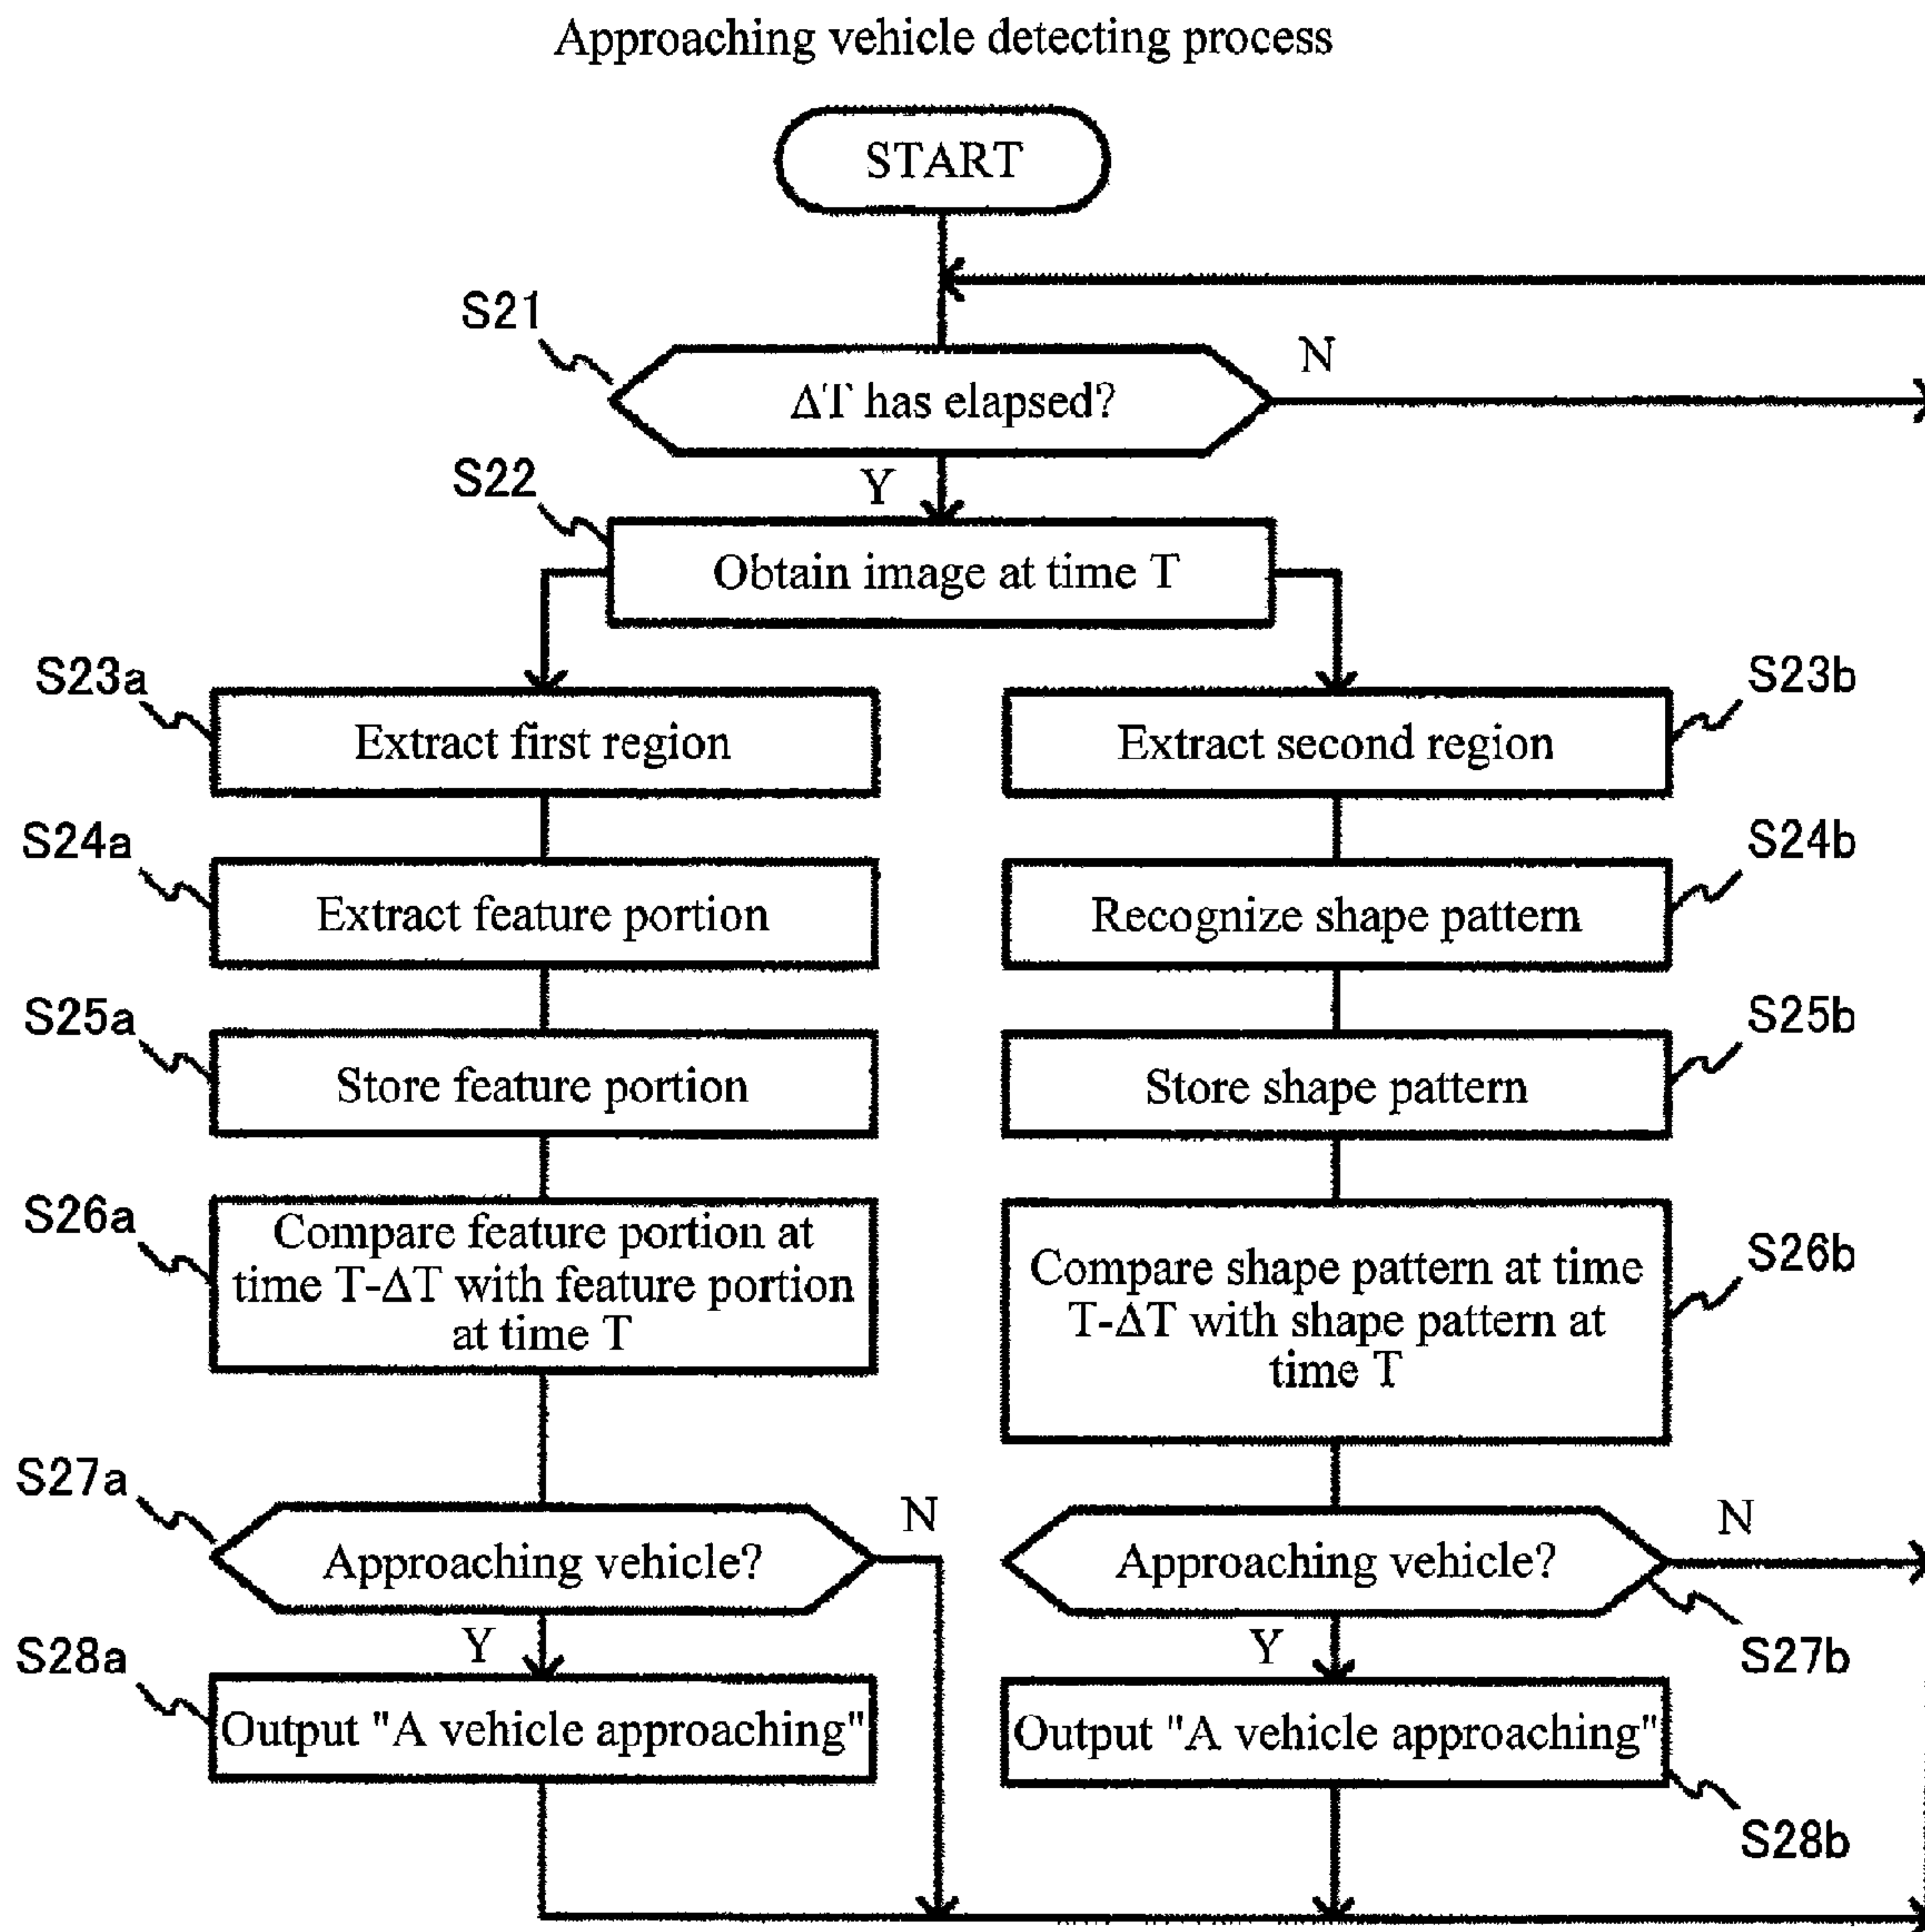 Approaching vehicle detecting process
START
S21
N
ΔT has elapsed?
S22
Y
Obtain image at time T
S23a
S23b
Extract first region
Extract second region
S24a
S24b
Extract feature portion
Recognize shape pattern
S25a
S25b
Store feature portion
Store shape pattern
S26a
Compare feature portion at
time T-ΔT with feature portion
at time T
S26b
Compare shape pattern at time
T-ΔT with shape pattern at
time T
S27a
N
Approaching vehicle?
N
Approaching vehicle?
S27b
Y
Y
S28a
Output "A vehicle approaching"
Output "A vehicle approaching"
S28b